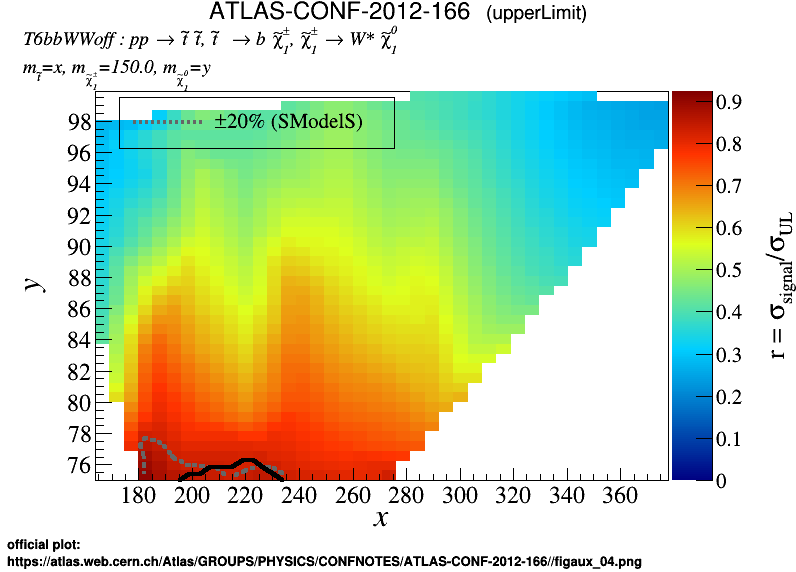 ATLAS-CONF-2012-166 (upperLimit)
T6bbWWoff : pp → t̃ t̃, t̃ → b χ̃₁±, χ̃₁± → W* χ̃₁⁰
m_t̃=x, m_χ̃₁±=150.0, m_χ̃₁⁰=y
±20% (SModelS)
98
96
94
92
90
88
86
84
82
80
78
76
y
180 200 220 240 260 280 300 320 340 360
x
0.9
0.8
0.7
0.6
0.5
0.4
0.3
0.2
0.1
0
r = σ_signal/σ_UL
official plot:
https://atlas.web.cern.ch/Atlas/GROUPS/PHYSICS/CONFNOTES/ATLAS-CONF-2012-166//figaux_04.png